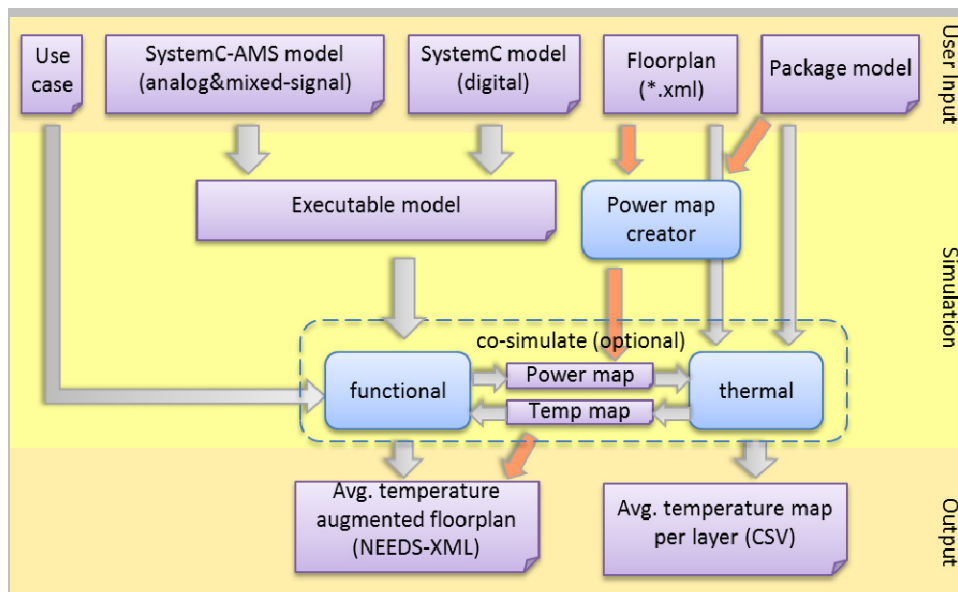 Use
case
SystemC-AMS model
(analog&mixed-signal)
SystemC model
(digital)
Floorplan
(*.xml)
Package model
User Input
Executable model
Power map
creator
Simulation
co-simulate (optional)
functional
Power map
Temp map
thermal
Avg. temperature
augmented floorplan
(NEEDS-XML)
Avg. temperature map
per layer (CSV)
Output